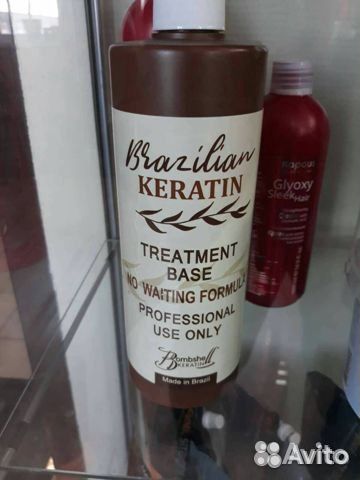 Brazilian
KERATIN
TREATMENT
BASE
NO WAITING FORMULA
PROFESSIONAL
USE ONLY
Bombshell
KERATIN
Made in Brazil
Kapous
Glyoxy
Sleek Hair
Avito